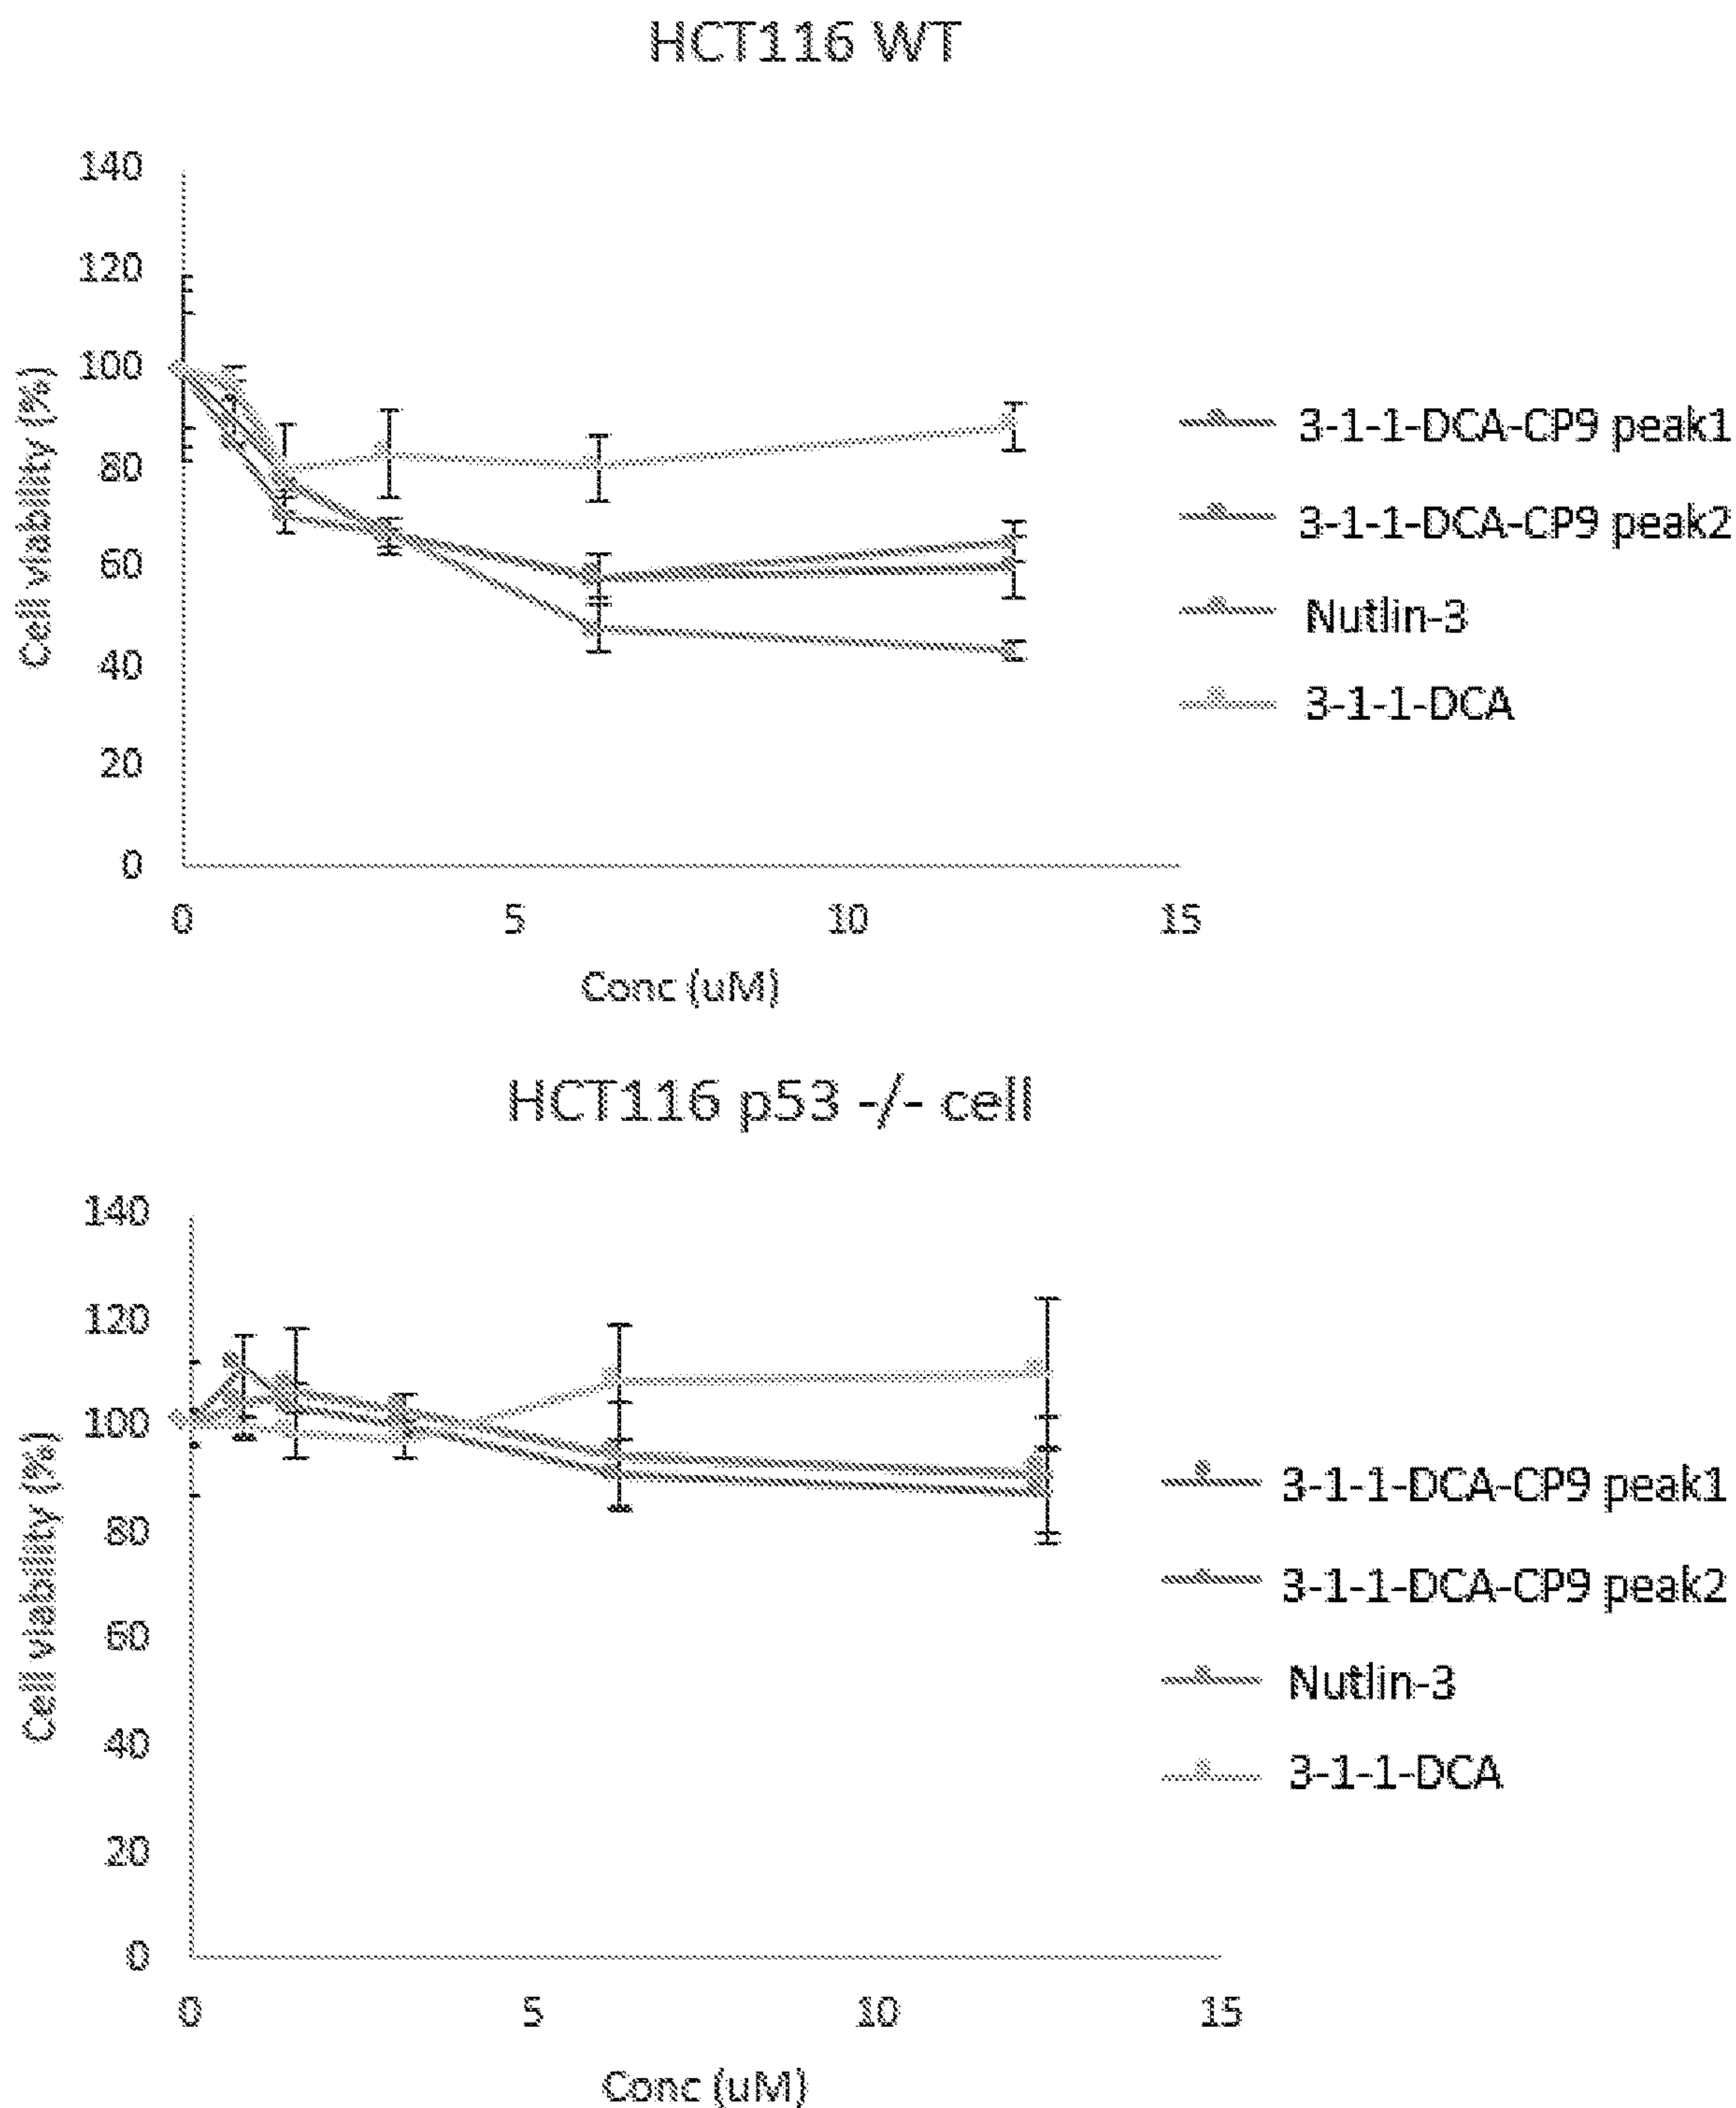 HCT116 WT
140
120
100
80
60
40
20
0
Cell viability (%)
0 5 10 15
Conc (uM)
3-1-1-DCA-CP9 peak1
3-1-1-DCA-CP9 peak2
Nutlin-3
3-1-1-DCA
HCT116 p53 -/- cell
140
120
100
80
60
40
20
0
Cell viability (%)
0 5 10 15
Conc (uM)
3-1-1-DCA-CP9 peak1
3-1-1-DCA-CP9 peak2
Nutlin-3
3-1-1-DCA